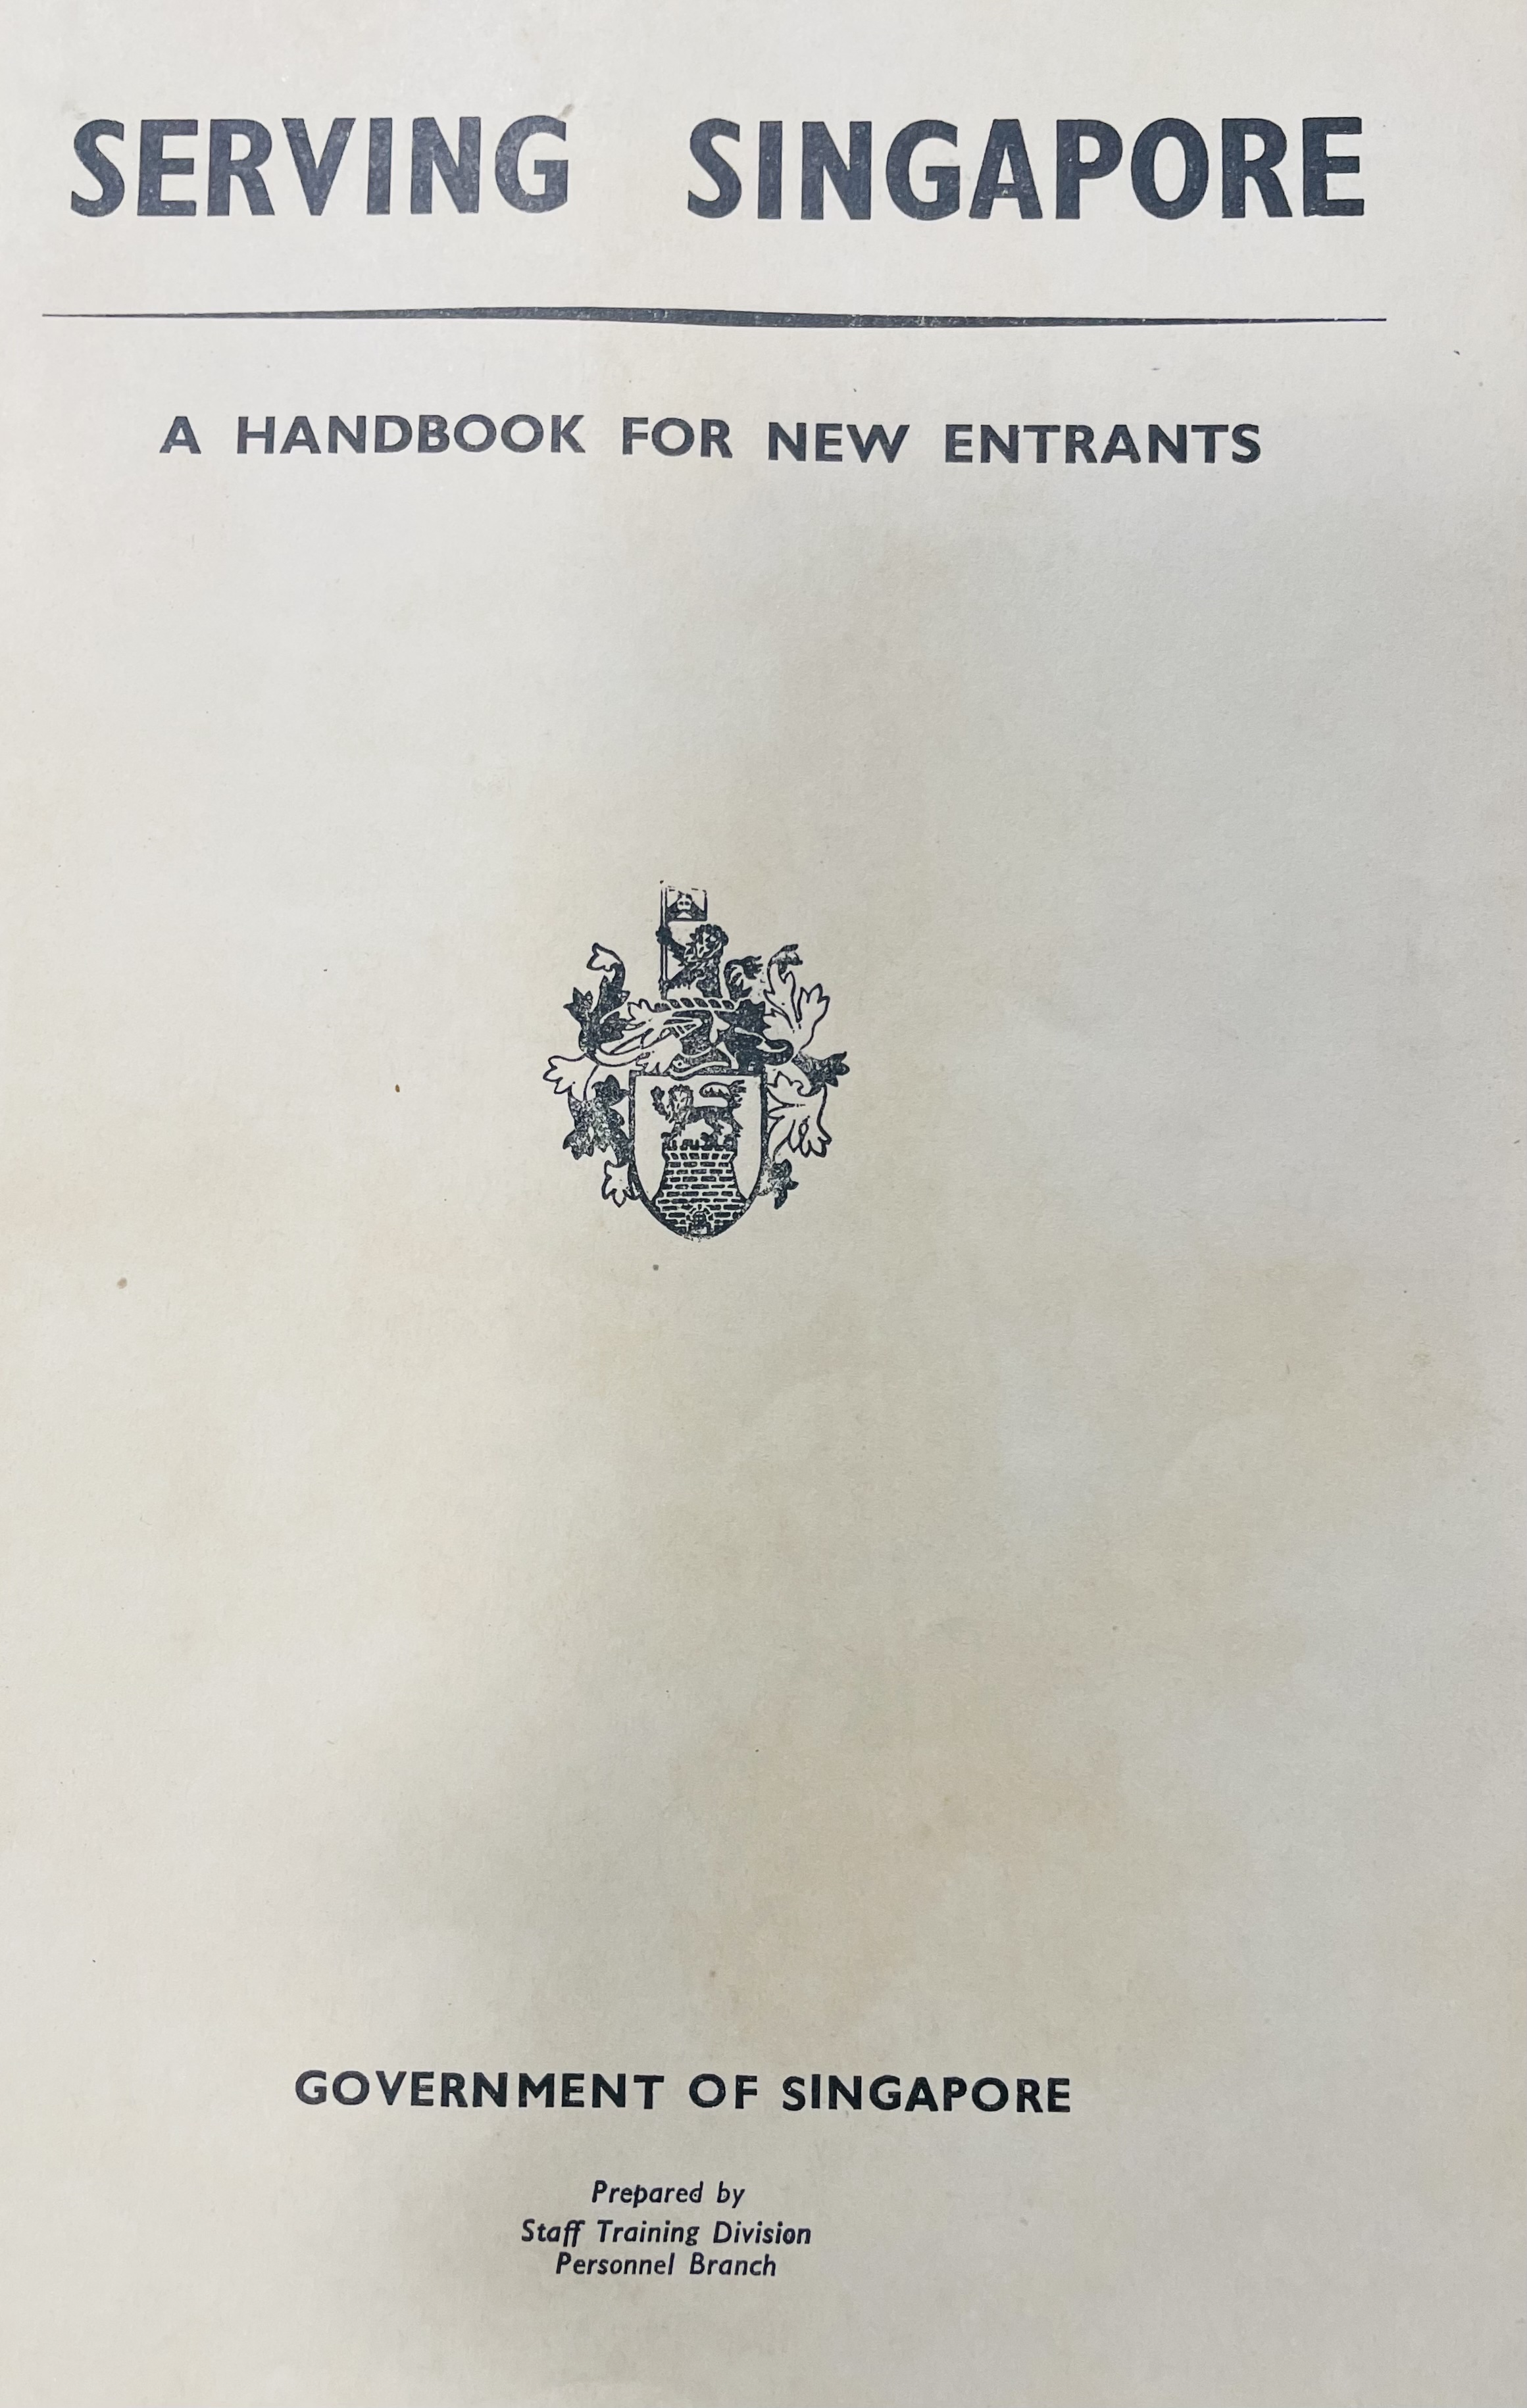 SERVING SINGAPORE
A HANDBOOK FOR NEW ENTRANTS
GOVERNMENT OF SINGAPORE
Prepared by
Staff Training Division
Personnel Branch